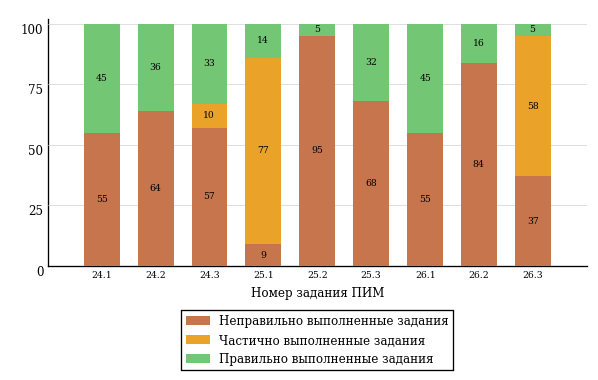 100
75
50
25
0
45 36 33 14 5 32 45 16 5
10 77 58
55 64 57 9 95 68 55 84 37
24.1 24.2 24.3 25.1 25.2 25.3 26.1 26.2 26.3
Номер задания ПИМ
Неправильно выполненные задания
Частично выполненные задания
Правильно выполненные задания